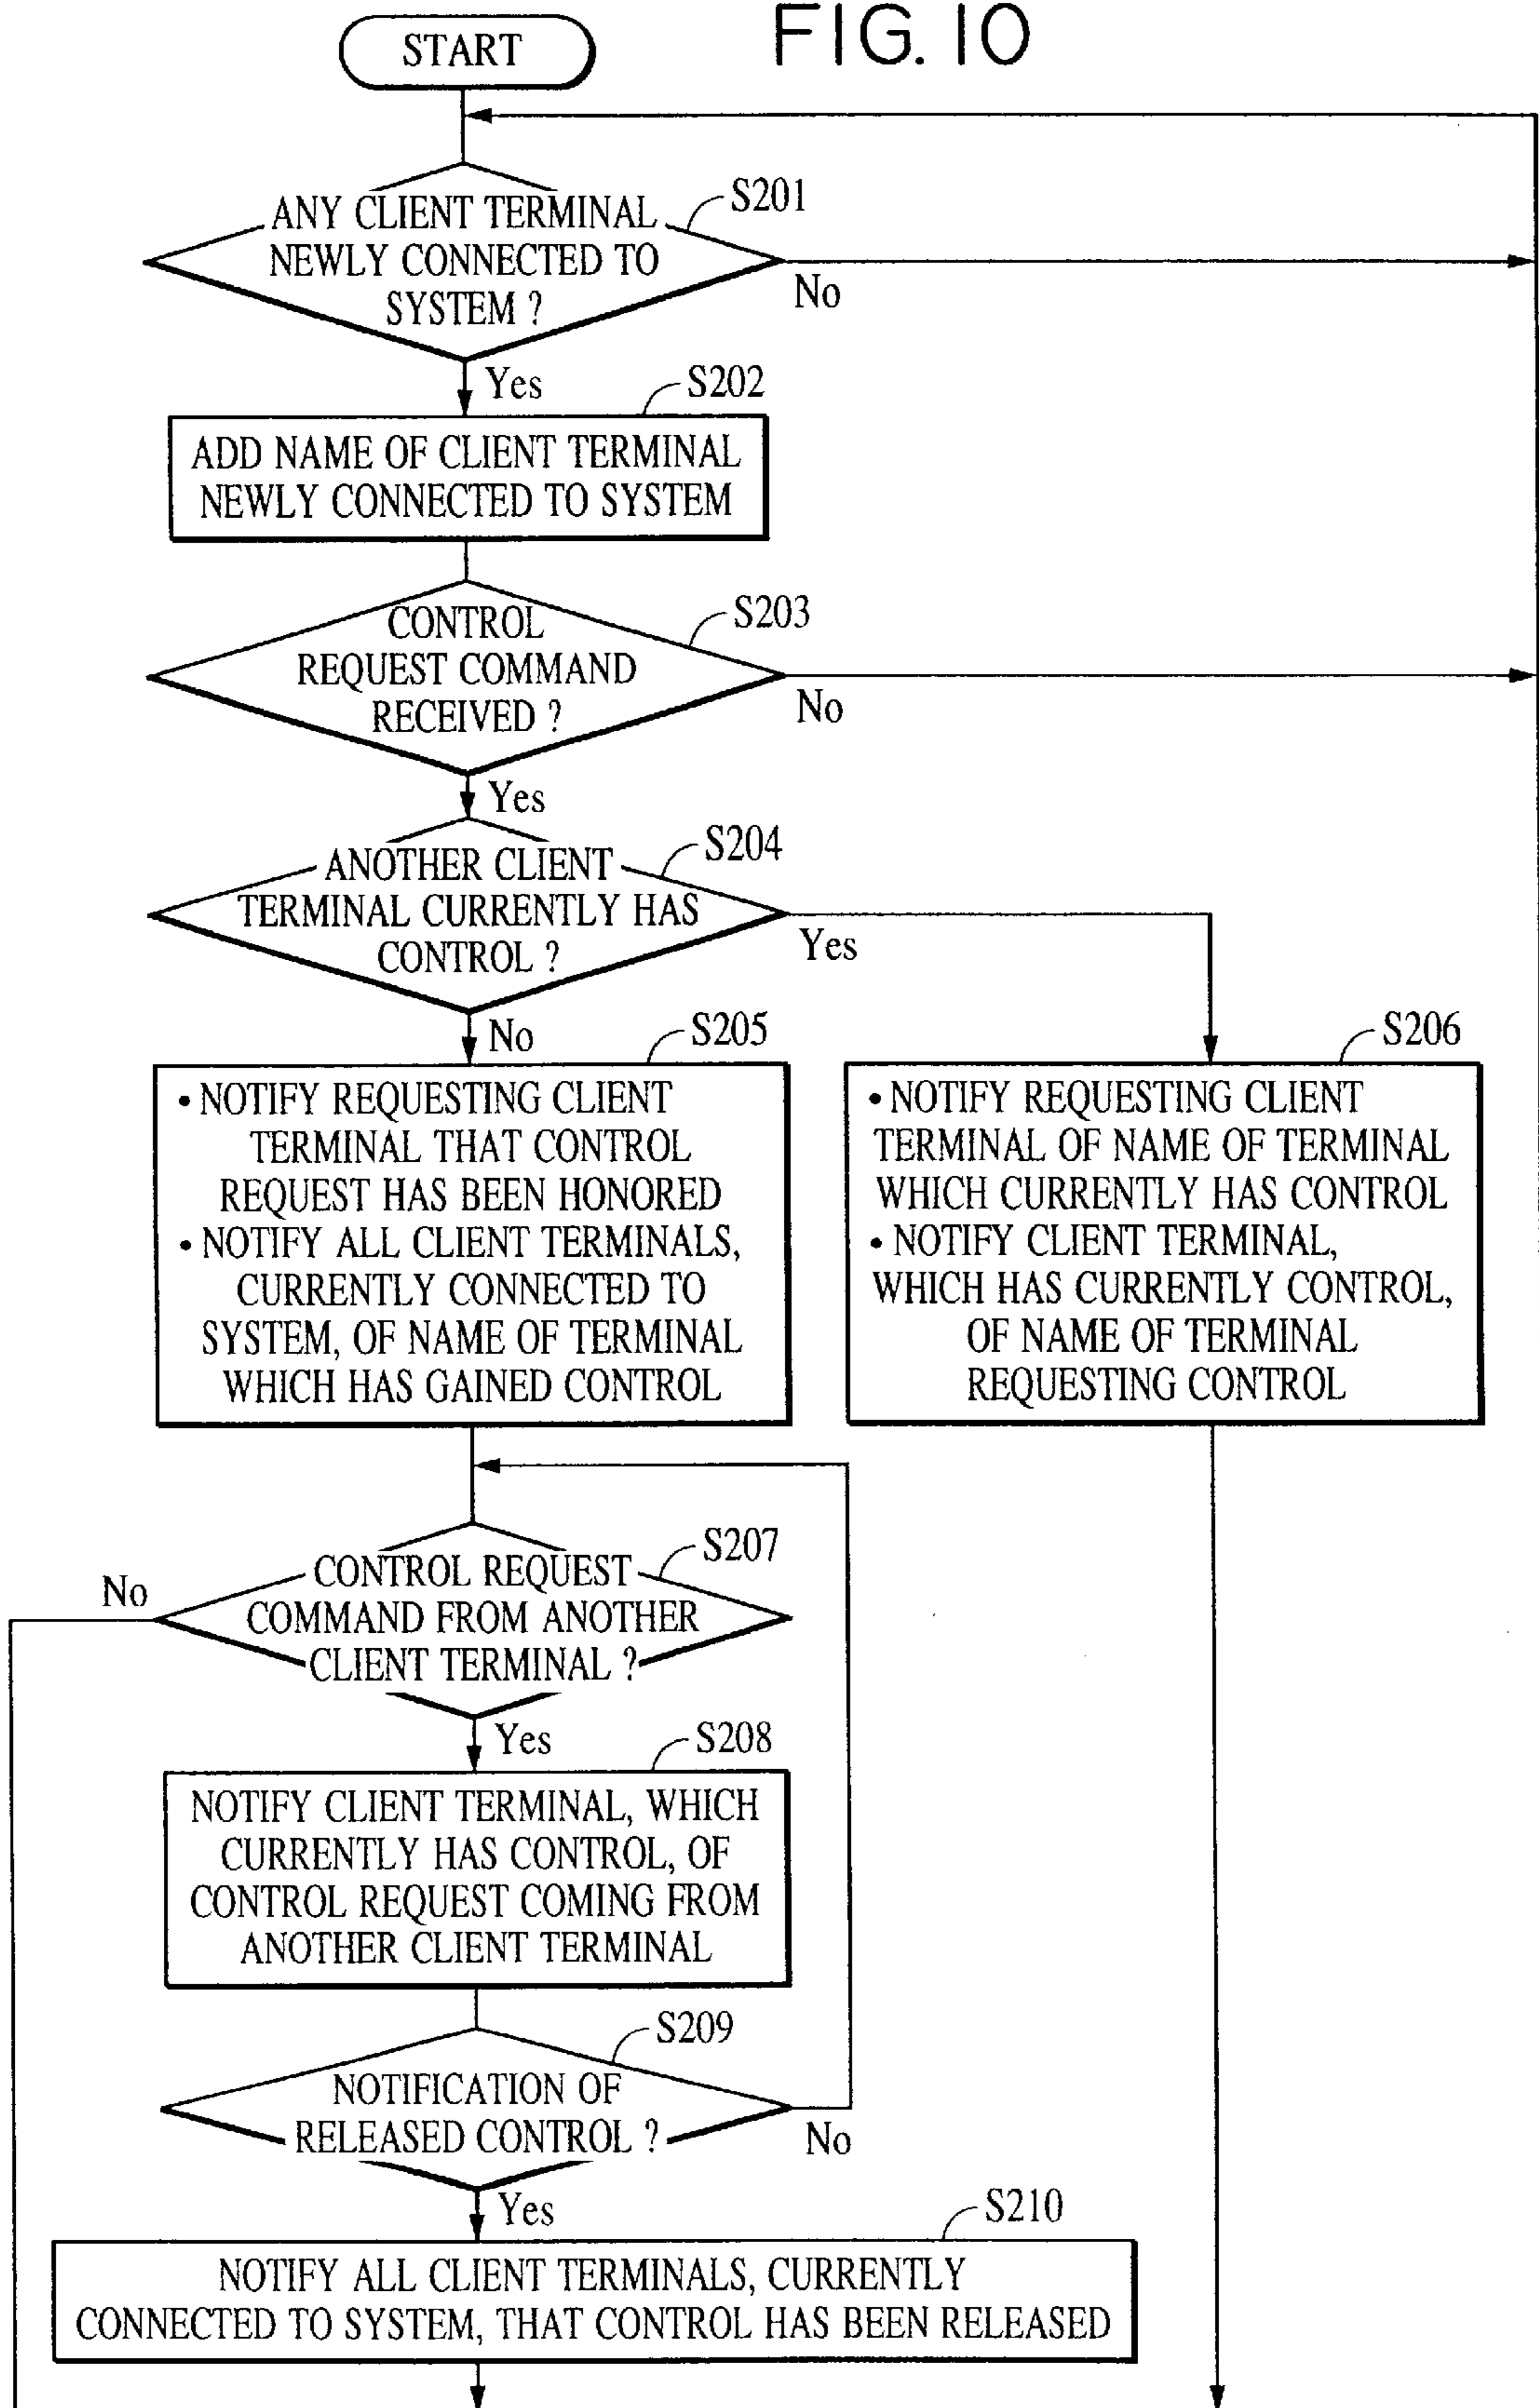 FIG. 10
START
S201
ANY CLIENT TERMINAL
NEWLY CONNECTED TO
SYSTEM ?
No
Yes
S202
ADD NAME OF CLIENT TERMINAL
NEWLY CONNECTED TO SYSTEM
S203
CONTROL
REQUEST COMMAND
RECEIVED ?
No
Yes
S204
ANOTHER CLIENT
TERMINAL CURRENTLY HAS
CONTROL ?
Yes
No
S205
• NOTIFY REQUESTING CLIENT
TERMINAL THAT CONTROL
REQUEST HAS BEEN HONORED
• NOTIFY ALL CLIENT TERMINALS,
CURRENTLY CONNECTED TO
SYSTEM, OF NAME OF TERMINAL
WHICH HAS GAINED CONTROL
S206
• NOTIFY REQUESTING CLIENT
TERMINAL OF NAME OF TERMINAL
WHICH CURRENTLY HAS CONTROL
• NOTIFY CLIENT TERMINAL,
WHICH HAS CURRENTLY CONTROL,
OF NAME OF TERMINAL
REQUESTING CONTROL
S207
No
CONTROL REQUEST
COMMAND FROM ANOTHER
CLIENT TERMINAL ?
Yes
S208
NOTIFY CLIENT TERMINAL, WHICH
CURRENTLY HAS CONTROL, OF
CONTROL REQUEST COMING FROM
ANOTHER CLIENT TERMINAL
S209
NOTIFICATION OF
RELEASED CONTROL ?
No
Yes
S210
NOTIFY ALL CLIENT TERMINALS, CURRENTLY
CONNECTED TO SYSTEM, THAT CONTROL HAS BEEN RELEASED